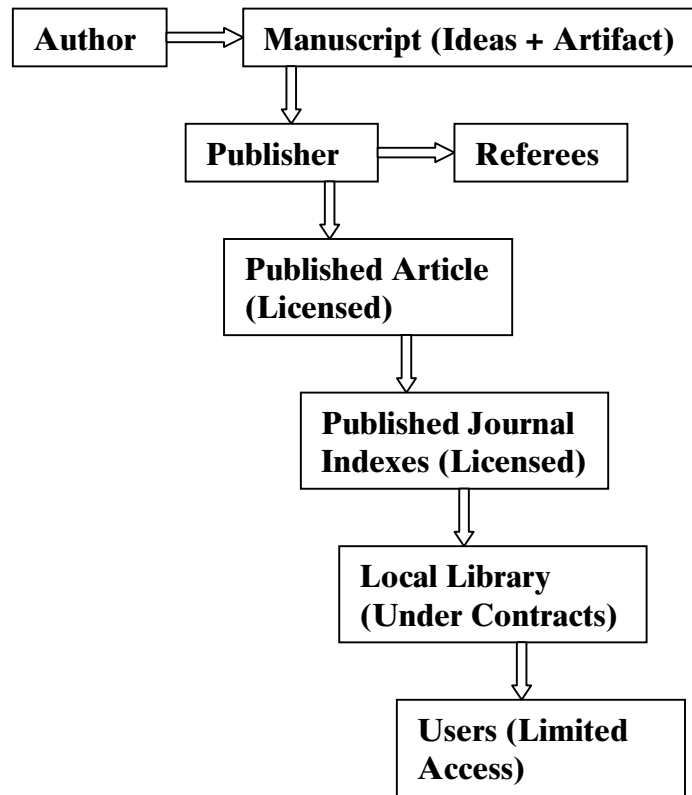 Author
Manuscript (Ideas + Artifact)
Publisher
Referees
Published Article
(Licensed)
Published Journal
Indexes (Licensed)
Local Library
(Under Contracts)
Users (Limited
Access)